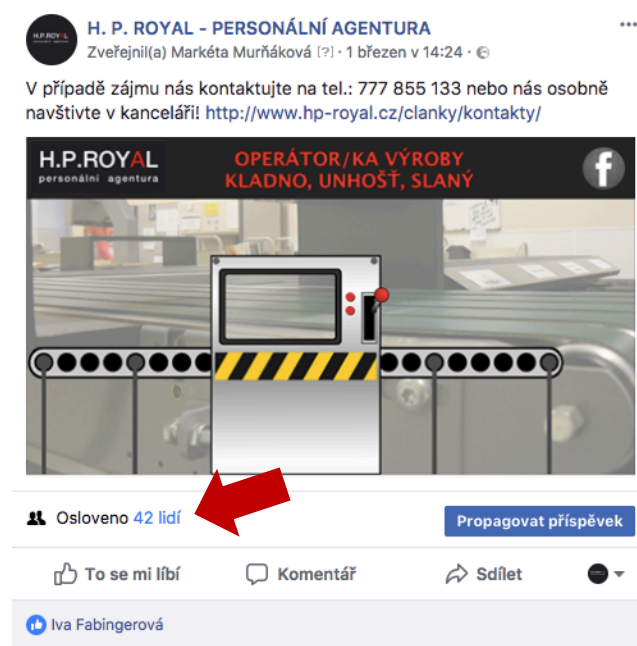 H. P. ROYAL - PERSONÁLNÍ AGENTURA
Zveřejnil(a) Markéta Murňáková [?] · 1 březen v 14:24 ·
V případě zájmu nás kontaktujte na tel.: 777 855 133 nebo nás osobně
navštivte v kanceláři! http://www.hp-royal.cz/clanky/kontakty/
H.P.ROYAL
personální agentura
OPERÁTOR/KA VÝROBY
KLADNO, UNHOŠŤ, SLANÝ
f
Osloveno 42 lidí
Propagovat příspěvek
To se mi líbí
Komentář
Sdílet
Iva Fabingerová